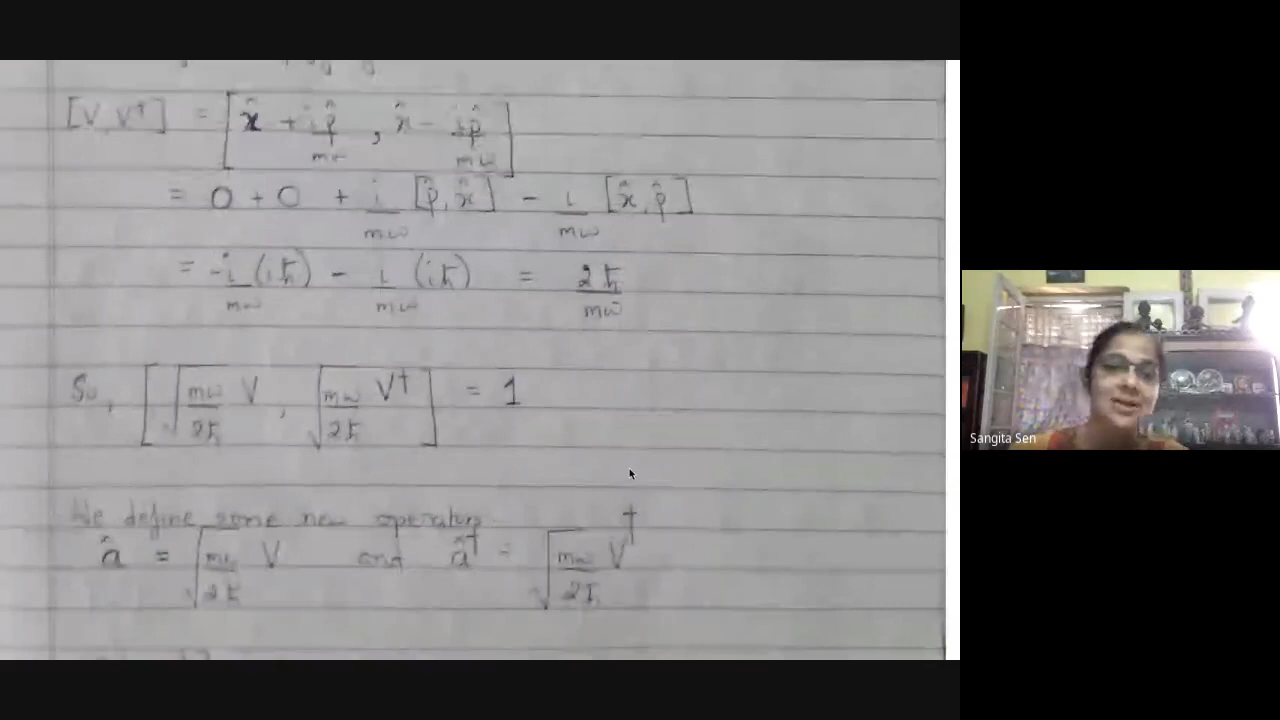 [V, V†] = [x̂ + ip̂/mω , x̂ - ip̂/mω]
= 0 + 0 + i/mω [p̂, x̂] - i/mω [x̂, p̂]
= -i/mω (iħ) - i/mω (iħ) = 2ħ/mω
So, [√(mω/2ħ) V, √(mω/2ħ) V†] = 1
We define some new operators
â = √(mω/2ħ) V and â† = √(mω/2ħ) V†
Sangita Sen